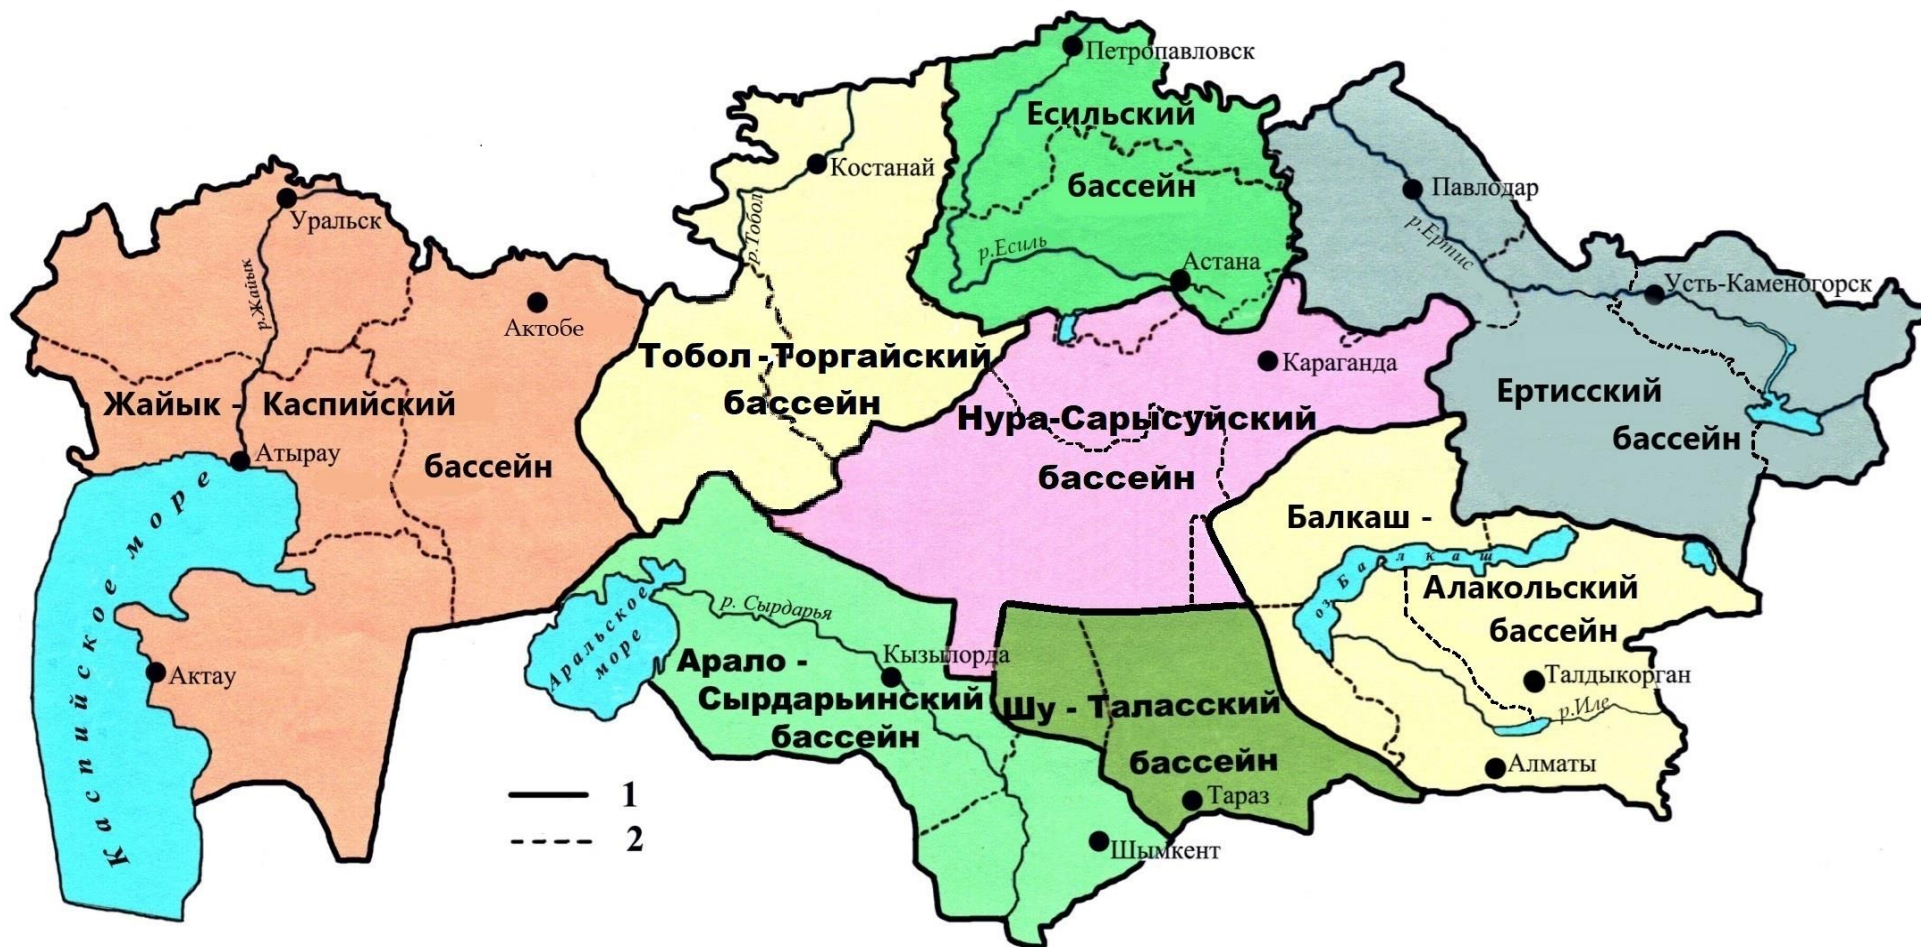 Петропавловск
Есильский
бассейн
Костанай
р.Тобол
р.Есиль
Астана
Павлодар
р.Ертис
Усть-Каменогорск
Уральск
р.Жайык
Актобе
Тобол-Торгайский
бассейн
Караганда
Ертисский
бассейн
Жайык - Каспийский
бассейн
Атырау
Нура-Сарысуйский
бассейн
Балкаш -
Алакольский
бассейн
оз.Балкаш
Каспийское море
Актау
Аральское
море
р. Сырдарья
Кызылорда
Арало -
Сырдарьинский
бассейн
Шу - Таласский
бассейн
Талдыкорган
р.Иле
Алматы
Тараз
Шымкент
1
2